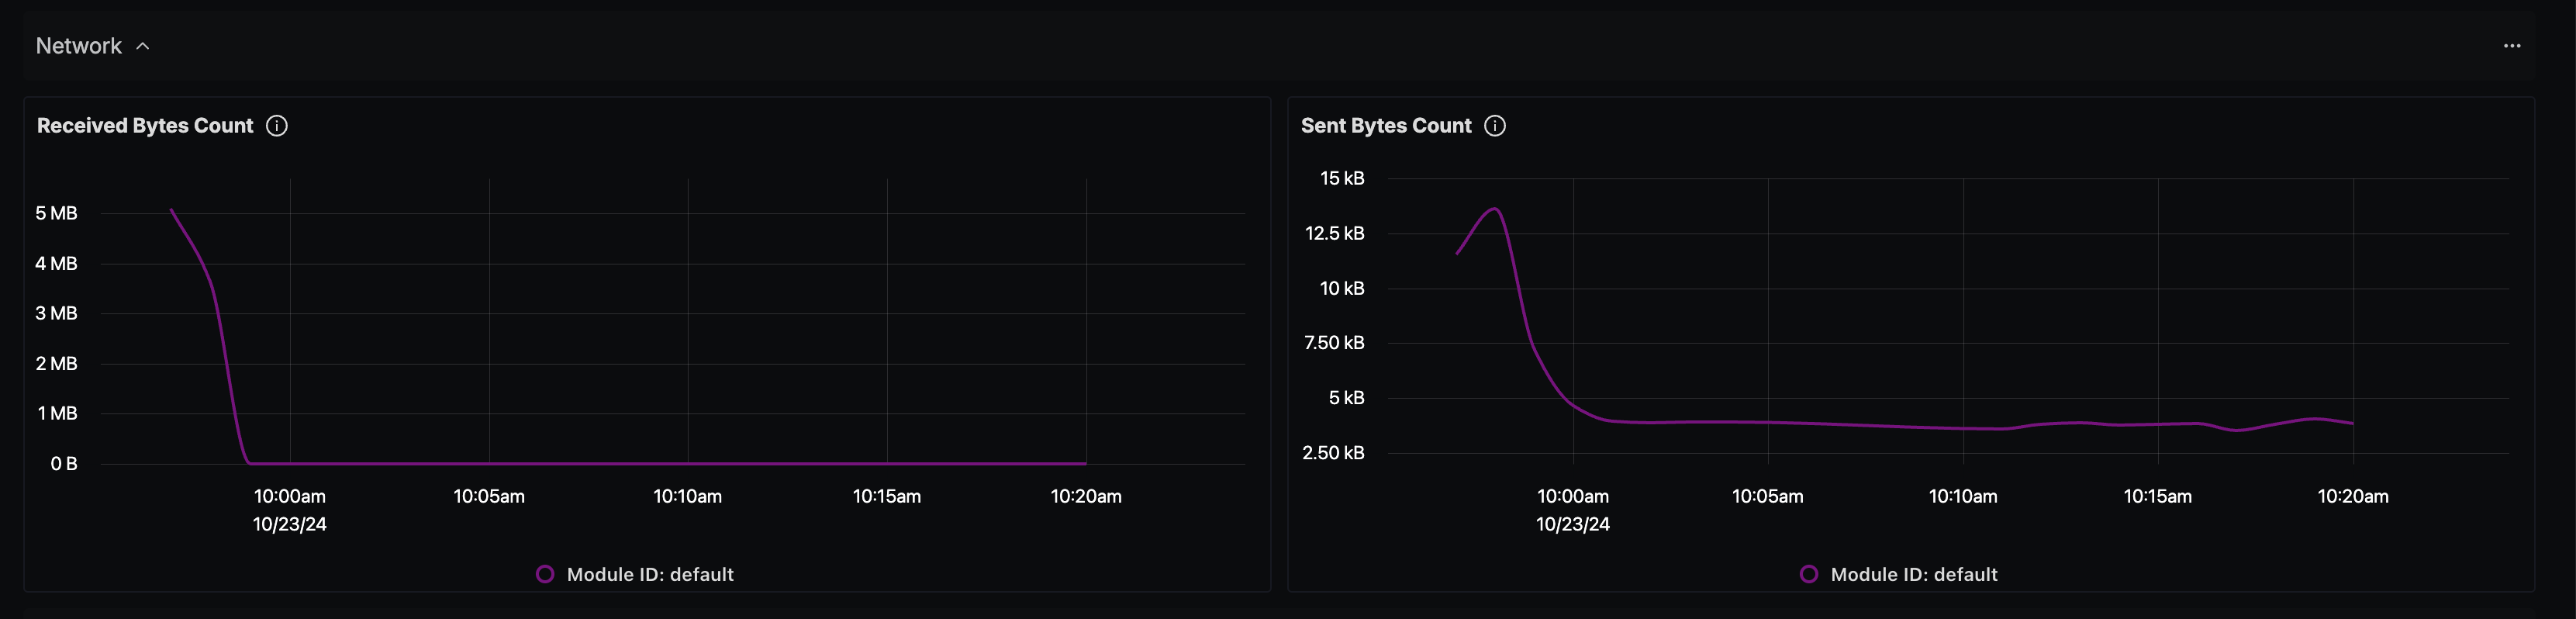 Network
Received Bytes Count
5 MB
4 MB
3 MB
2 MB
1 MB
0 B
10:00am 10:05am 10:10am 10:15am 10:20am
10/23/24
Module ID: default
Sent Bytes Count
15 kB
12.5 kB
10 kB
7.50 kB
5 kB
2.50 kB
10:00am 10:05am 10:10am 10:15am 10:20am
10/23/24
Module ID: default